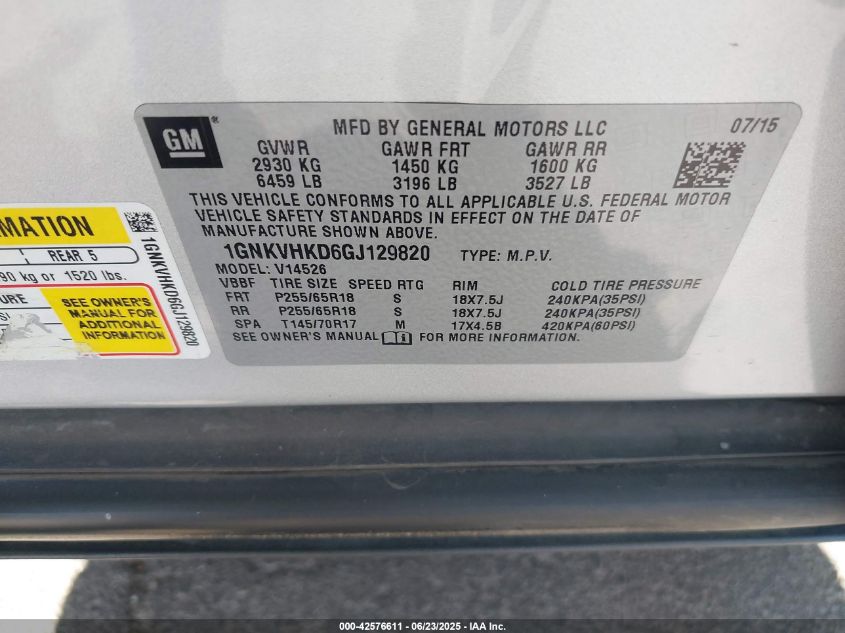 GM
MFD BY GENERAL MOTORS LLC
07/15
GVWR GAWR FRT GAWR RR
2930 KG 1450 KG 1600 KG
6459 LB 3196 LB 3527 LB
THIS VEHICLE CONFORMS TO ALL APPLICABLE U.S. FEDERAL MOTOR
VEHICLE SAFETY STANDARDS IN EFFECT ON THE DATE OF
MANUFACTURE SHOWN ABOVE.
1GNKVHKD6GJ129820 TYPE: M.P.V.
MODEL: V14526
VBBF TIRE SIZE SPEED RTG RIM COLD TIRE PRESSURE
FRT P255/65R18 S 18X7.5J 240KPA(35PSI)
RR P255/65R18 S 18X7.5J 240KPA(35PSI)
SPA T145/70R17 M 17X4.5B 420KPA(60PSI)
SEE OWNER'S MANUAL FOR MORE INFORMATION.
MATION
REAR 5
90 kg or 1520 lbs.
URE
SI
SEE OWNER'S
MANUAL FOR
ADDITIONAL
INFORMATION
1GNKVHKD6GJ129820
000-42576611 - 06/23/2025 - IAA Inc.